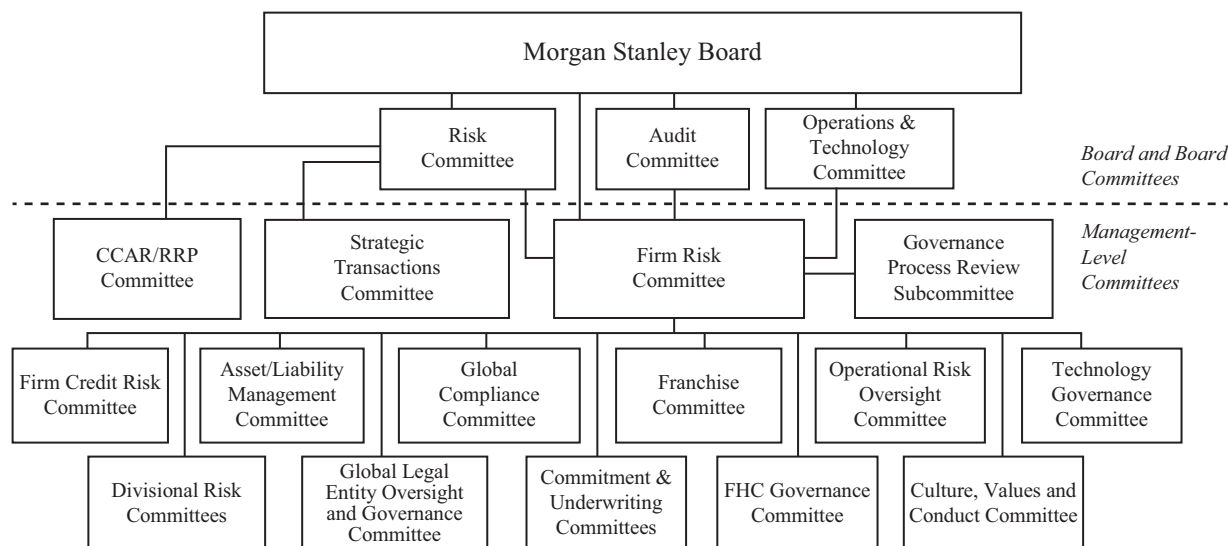 Morgan Stanley Board
Risk
Committee
Audit
Committee
Operations &
Technology
Committee
Board and Board
Committees
CCAR/RRP
Committee
Strategic
Transactions
Committee
Firm Risk
Committee
Governance
Process Review
Subcommittee
Management-
Level
Committees
Firm Credit Risk
Committee
Asset/Liability
Management
Committee
Global
Compliance
Committee
Franchise
Committee
Operational Risk
Oversight
Committee
Technology
Governance
Committee
Divisional Risk
Committees
Global Legal
Entity Oversight
and Governance
Committee
Commitment &
Underwriting
Committees
FHC Governance
Committee
Culture, Values and
Conduct Committee